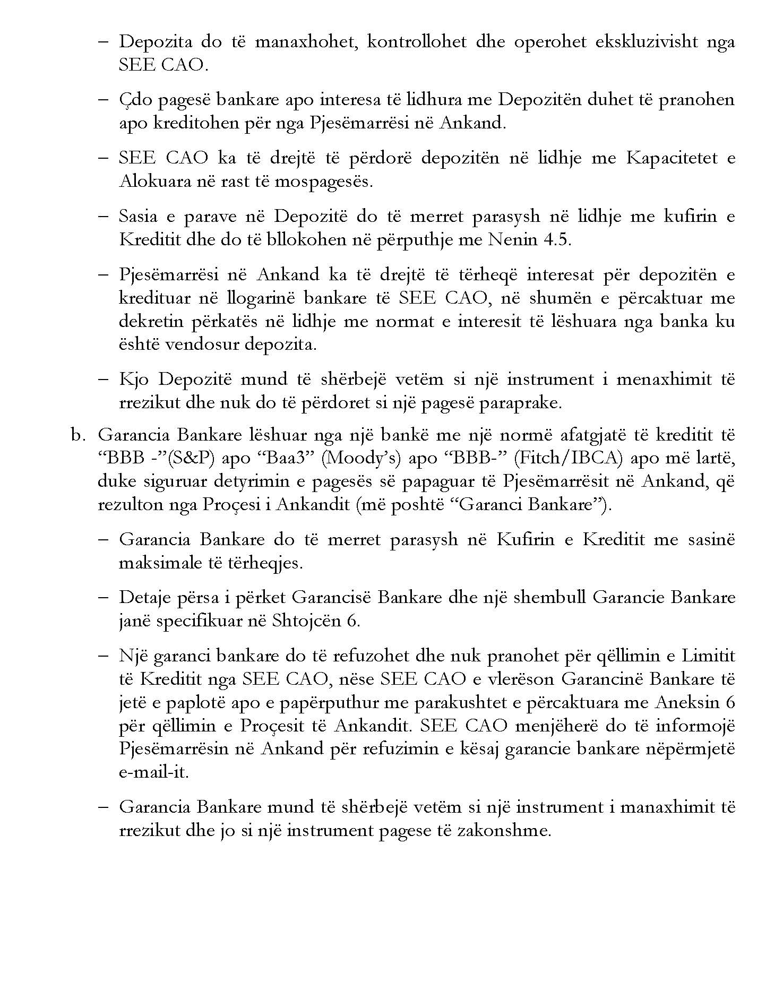 – Depozita do të manaxhohet, kontrollohet dhe operohet ekskluzivisht nga
SEE CAO.
– Çdo pagesë bankare apo interesa të lidhura me Depozitën duhet të pranohen
apo kreditohen për nga Pjesëmarrësi në Ankand.
– SEE CAO ka të drejtë të përdorë depozitën në lidhje me Kapacitetet e
Alokuara në rast të mospagesës.
– Sasia e parave në Depozitë do të merret parasysh në lidhje me kufirin e
Kreditit dhe do të bllokohen në përputhje me Nenin 4.5.
– Pjesëmarrësi në Ankand ka të drejtë të tërheqë interesat për depozitën e
kredituar në llogarinë bankare të SEE CAO, në shumën e përcaktuar me
dekretin përkatës në lidhje me normat e interesit të lëshuara nga banka ku
është vendosur depozita.
– Kjo Depozitë mund të shërbejë vetëm si një instrument i menaxhimit të
rrezikut dhe nuk do të përdoret si një pagesë paraprake.
b. Garancia Bankare lëshuar nga një bankë me një normë afatgjatë të kreditit të
“BBB -”(S&P) apo “Baa3” (Moody’s) apo “BBB-” (Fitch/IBCA) apo më lartë,
duke siguruar detyrimin e pagesës së papaguar të Pjesëmarrësit në Ankand, që
rezulton nga Proçesi i Ankandit (më poshtë “Garanci Bankare”).
– Garancia Bankare do të merret parasysh në Kufirin e Kreditit me sasinë
maksimale të tërheqjes.
– Detaje përsa i përket Garancisë Bankare dhe një shembull Garancie Bankare
janë specifikuar në Shtojcën 6.
– Një garanci bankare do të refuzohet dhe nuk pranohet për qëllimin e Limitit
të Kreditit nga SEE CAO, nëse SEE CAO e vlerëson Garancinë Bankare të
jetë e paplotë apo e papërputhur me parakushtet e përcaktuara me Aneksin 6
për qëllimin e Proçesit të Ankandit. SEE CAO menjëherë do të informojë
Pjesëmarrësin në Ankand për refuzimin e kësaj garancie bankare nëpërmjetë
e-mail-it.
– Garancia Bankare mund të shërbejë vetëm si një instrument i manaxhimit të
rrezikut dhe jo si një instrument pagese të zakonshme.